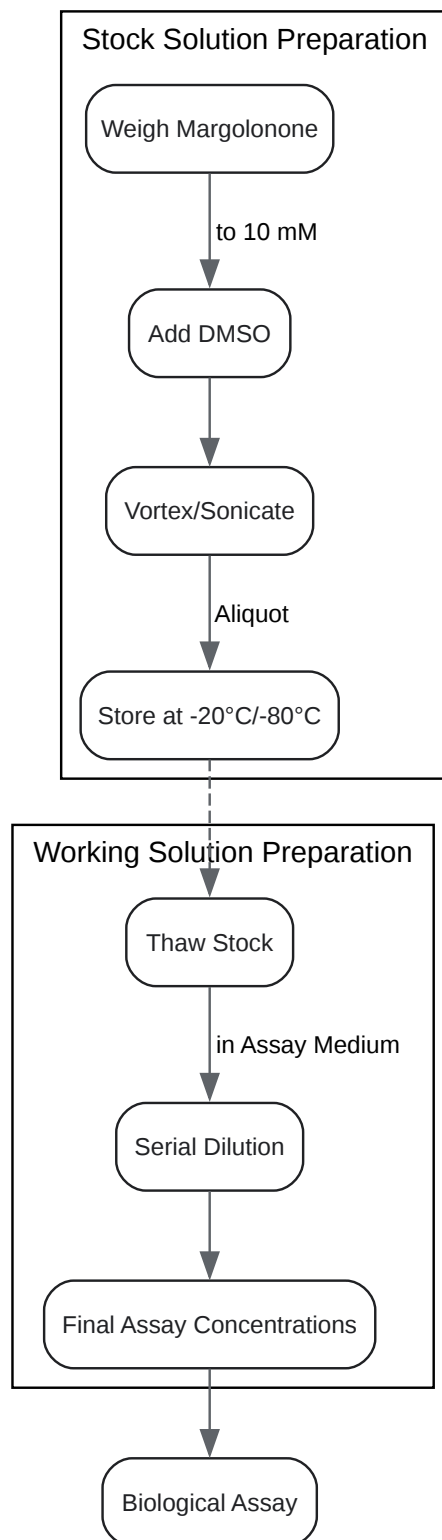 Stock Solution Preparation
Weigh Margolonone
to 10 mM
Add DMSO
Vortex/Sonicate
Aliquot
Store at -20°C/-80°C
Working Solution Preparation
Thaw Stock
in Assay Medium
Serial Dilution
Final Assay Concentrations
Biological Assay